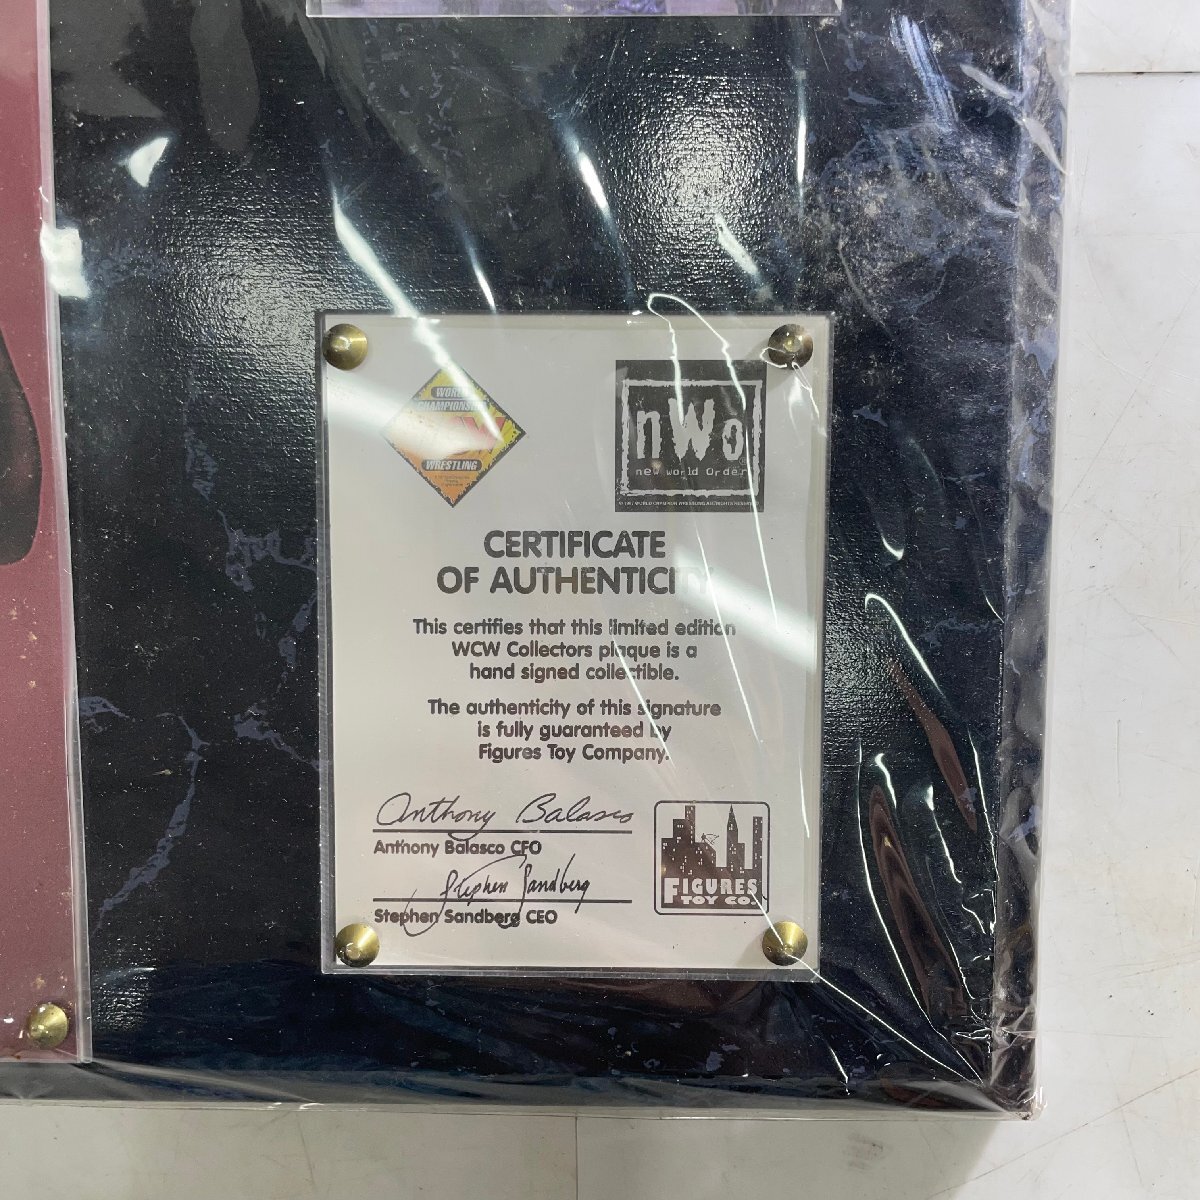 WORLD
CHAMPIONSHIP
WRESTLING
nWo
new world Order
CERTIFICATE
OF AUTHENTICITY
This certifies that this limited edition
WCW Collectors plaque is a
hand signed collectible.
The authenticity of this signature
is fully guaranteed by
Figures Toy Company.
Anthony Balasco
Anthony Balasco CFO
Stephen Sandberg
Stephen Sandberg CEO
FIGURES
TOY CO.